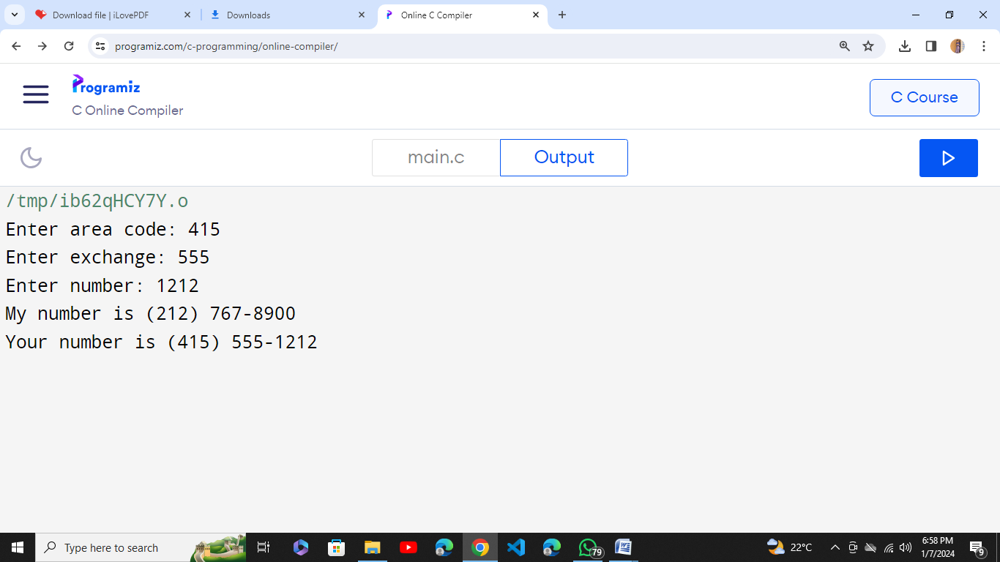 Download file | iLovePDF
Downloads
Online C Compiler
programiz.com/c-programming/online-compiler/
Programiz
C Online Compiler
C Course
main.c
Output
/tmp/ib62qHCY7Y.o
Enter area code: 415
Enter exchange: 555
Enter number: 1212
My number is (212) 767-8900
Your number is (415) 555-1212
Type here to search
79
22°C
6:58 PM
1/7/2024
9